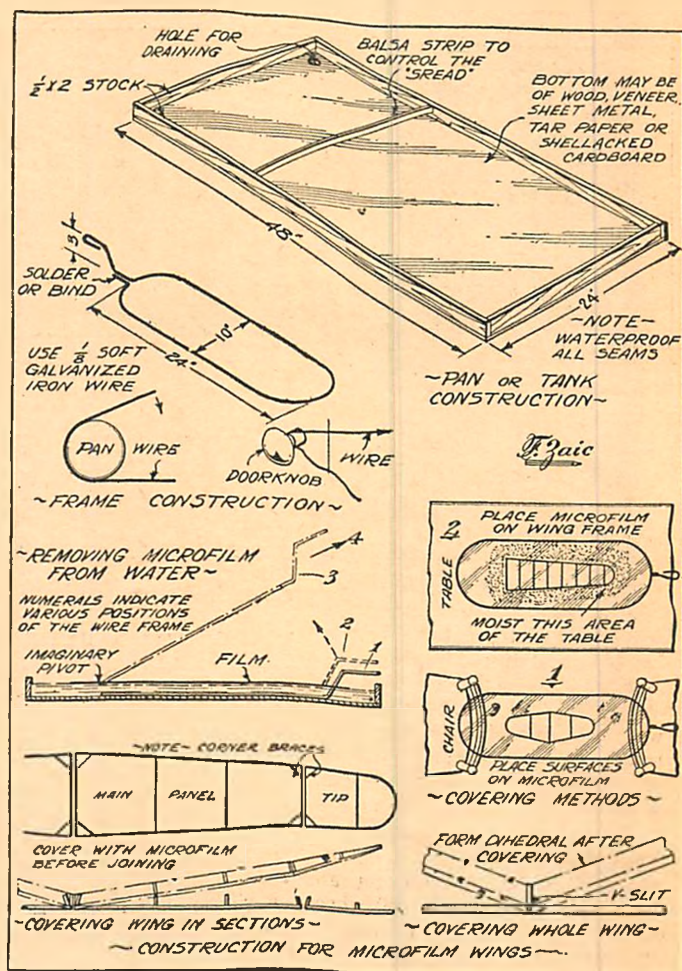 HOLE FOR
DRAINING
BALSA STRIP TO
CONTROL THE
"SREAD"
½ x 2 STOCK
BOTTOM MAY BE
OF WOOD, VENEER,
SHEET METAL,
TAR PAPER OR
SHELLACKED
CARDBOARD
48"
24"
3"
SOLDER
OR BIND
10"
24"
~NOTE~
WATERPROOF
ALL SEAMS
USE ⅛ SOFT
GALVANIZED
IRON WIRE
~PAN OR TANK
CONSTRUCTION~
PAN
WIRE
DOORKNOB
WIRE
~FRAME CONSTRUCTION~
F. Zaic
~REMOVING MICROFILM
FROM WATER~
NUMERALS INDICATE
VARIOUS POSITIONS
OF THE WIRE FRAME
4
3
2
1
IMAGINARY
PIVOT
FILM
2
PLACE MICROFILM
ON WING FRAME
TABLE
MOIST THIS AREA
OF THE TABLE
1
CHAIR
PLACE SURFACES
ON MICROFILM
~COVERING METHODS~
~NOTE~ CORNER BRACES
MAIN
PANEL
TIP
COVER WITH MICROFILM
BEFORE JOINING
~COVERING WING IN SECTIONS~
FORM DIHEDRAL AFTER
COVERING
V-SLIT
~COVERING WHOLE WING~
~CONSTRUCTION FOR MICROFILM WINGS~